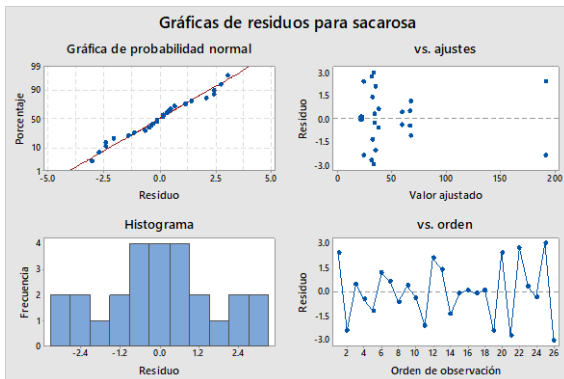 Gráficas de residuos para sacarosa
Gráfica de probabilidad normal
99
90
50
10
1
Porcentaje
-5.0 -2.5 0.0 2.5 5.0
Residuo
vs. ajustes
3.0
1.5
0.0
-1.5
-3.0
Residuo
0 50 100 150 200
Valor ajustado
Histograma
4
3
2
1
0
Frecuencia
-2.4 -1.2 0.0 1.2 2.4
Residuo
vs. orden
3.0
1.5
0.0
-1.5
-3.0
Residuo
2 4 6 8 10 12 14 16 18 20 22 24 26
Orden de observación